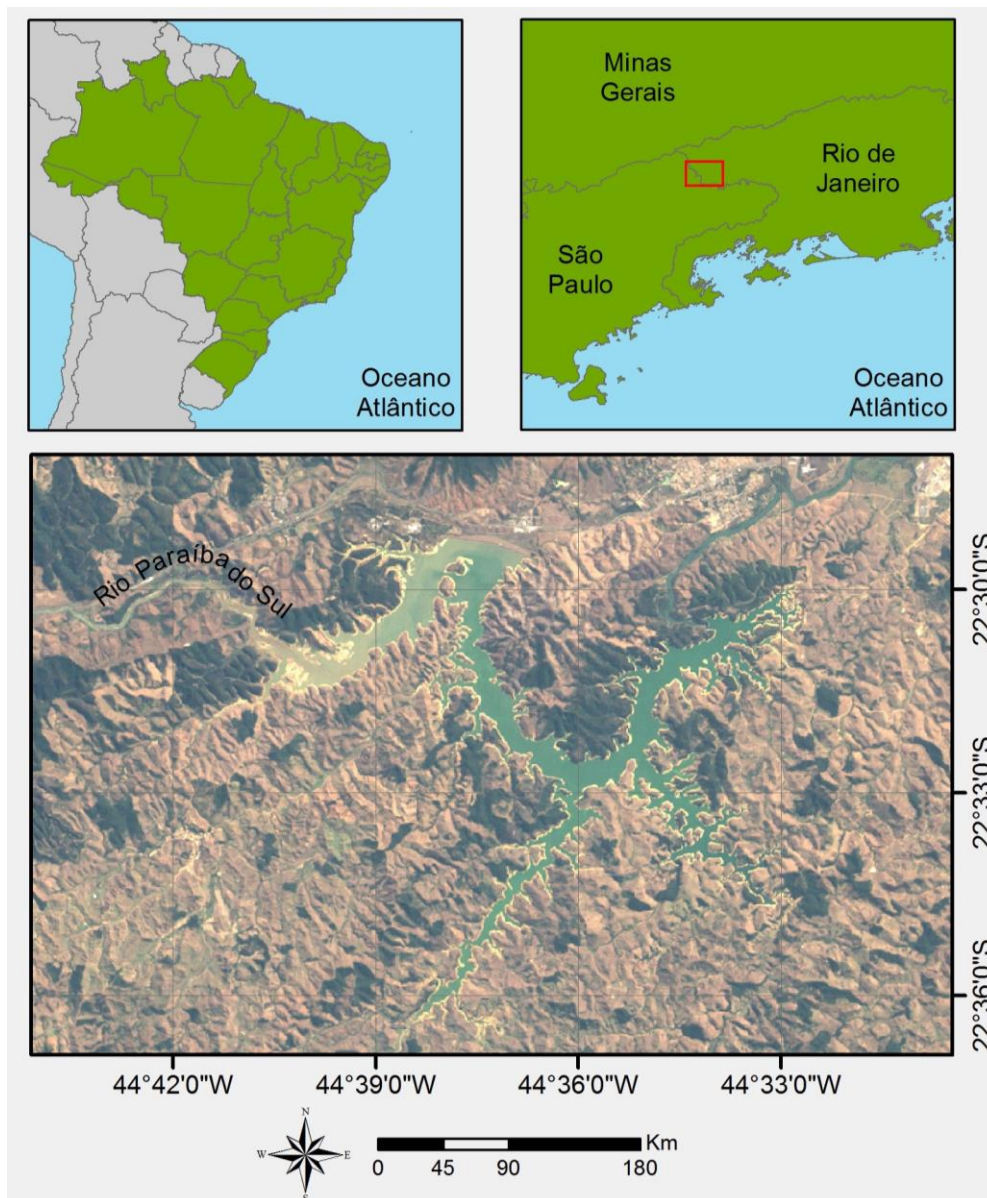 Oceano
Atlântico
Minas
Gerais
Rio de
Janeiro
São
Paulo
Oceano
Atlântico
Rio Paraíba do Sul
22°30'0"S
22°33'0"S
22°36'0"S
44°42'0"W
44°39'0"W
44°36'0"W
44°33'0"W
N
W
E
S
Km
0
45
90
180